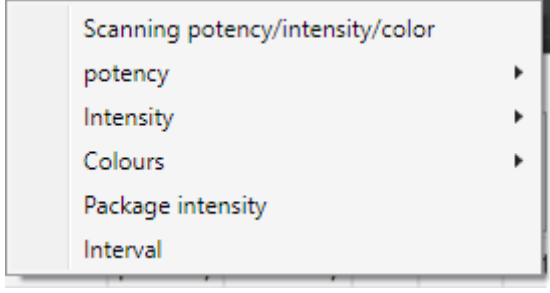 Scanning potency/intensity/color
potency
Intensity
Colours
Package intensity
Interval